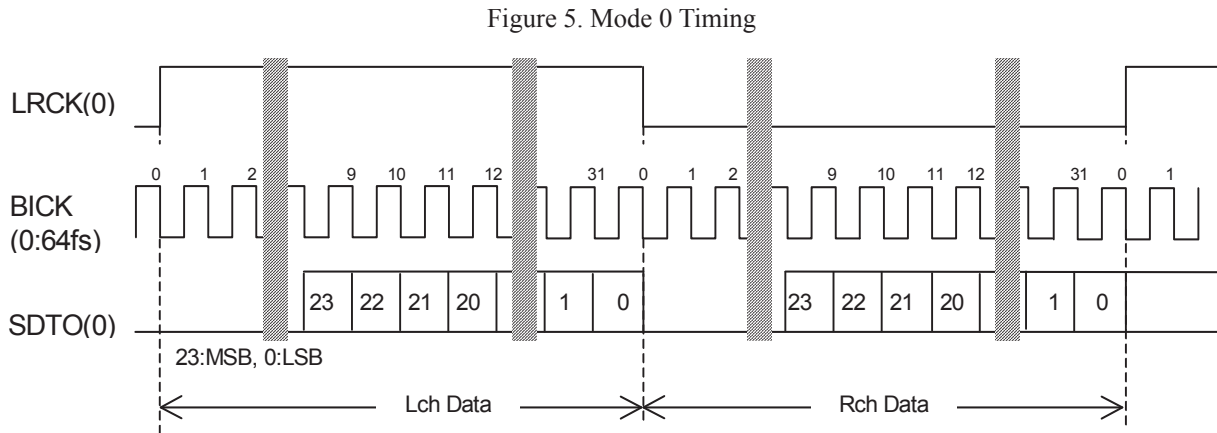 Figure 5. Mode 0 Timing
LRCK(0)
0 1 2 9 10 11 12 31 0 1 2 9 10 11 12 31 0 1
BICK
(0:64fs)
23 22 21 20 1 0 23 22 21 20 1 0
SDTO(0)
23:MSB, 0:LSB
Lch Data Rch Data